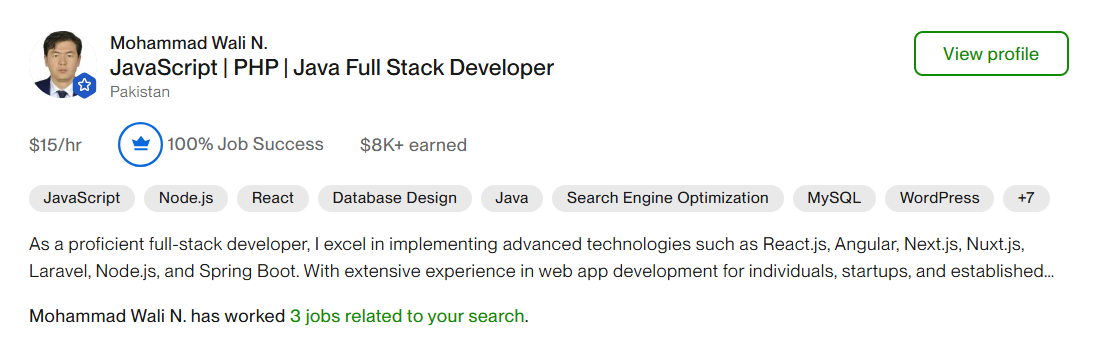 Mohammad Wali N.
View profile
JavaScript | PHP | Java Full Stack Developer
Pakistan
$15/hr 100% Job Success $8K+ earned
JavaScript Node.js React Database Design Java Search Engine Optimization MySQL WordPress +7
As a proficient full-stack developer, I excel in implementing advanced technologies such as React.js, Angular, Next.js, Nuxt.js,
Laravel, Node.js, and Spring Boot. With extensive experience in web app development for individuals, startups, and established...
Mohammad Wali N. has worked 3 jobs related to your search.